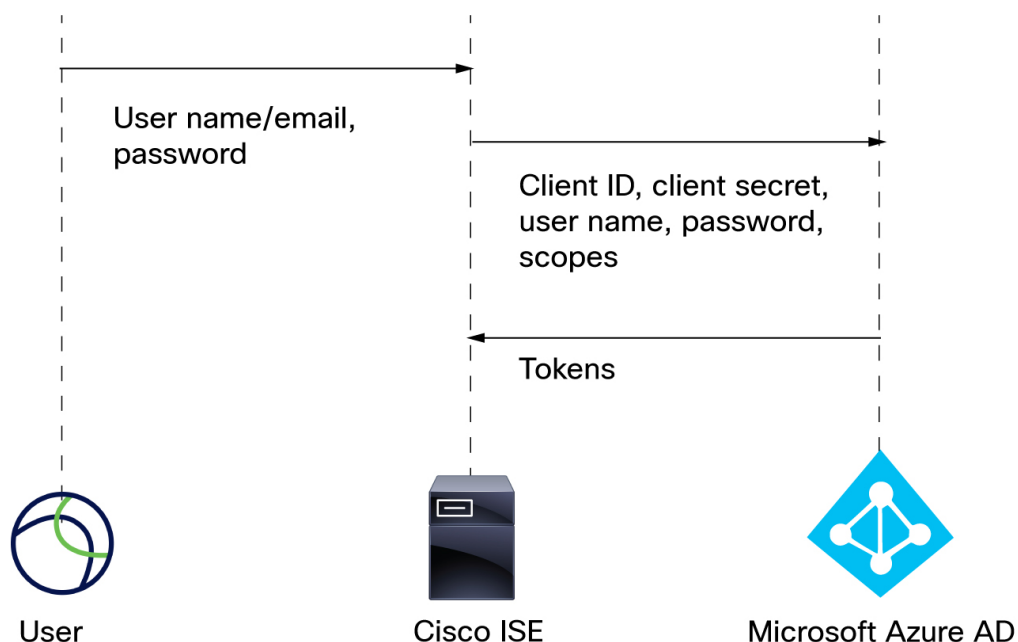 User name/email,
password
Client ID, client secret,
user name, password,
scopes
Tokens
User
Cisco ISE
Microsoft Azure AD